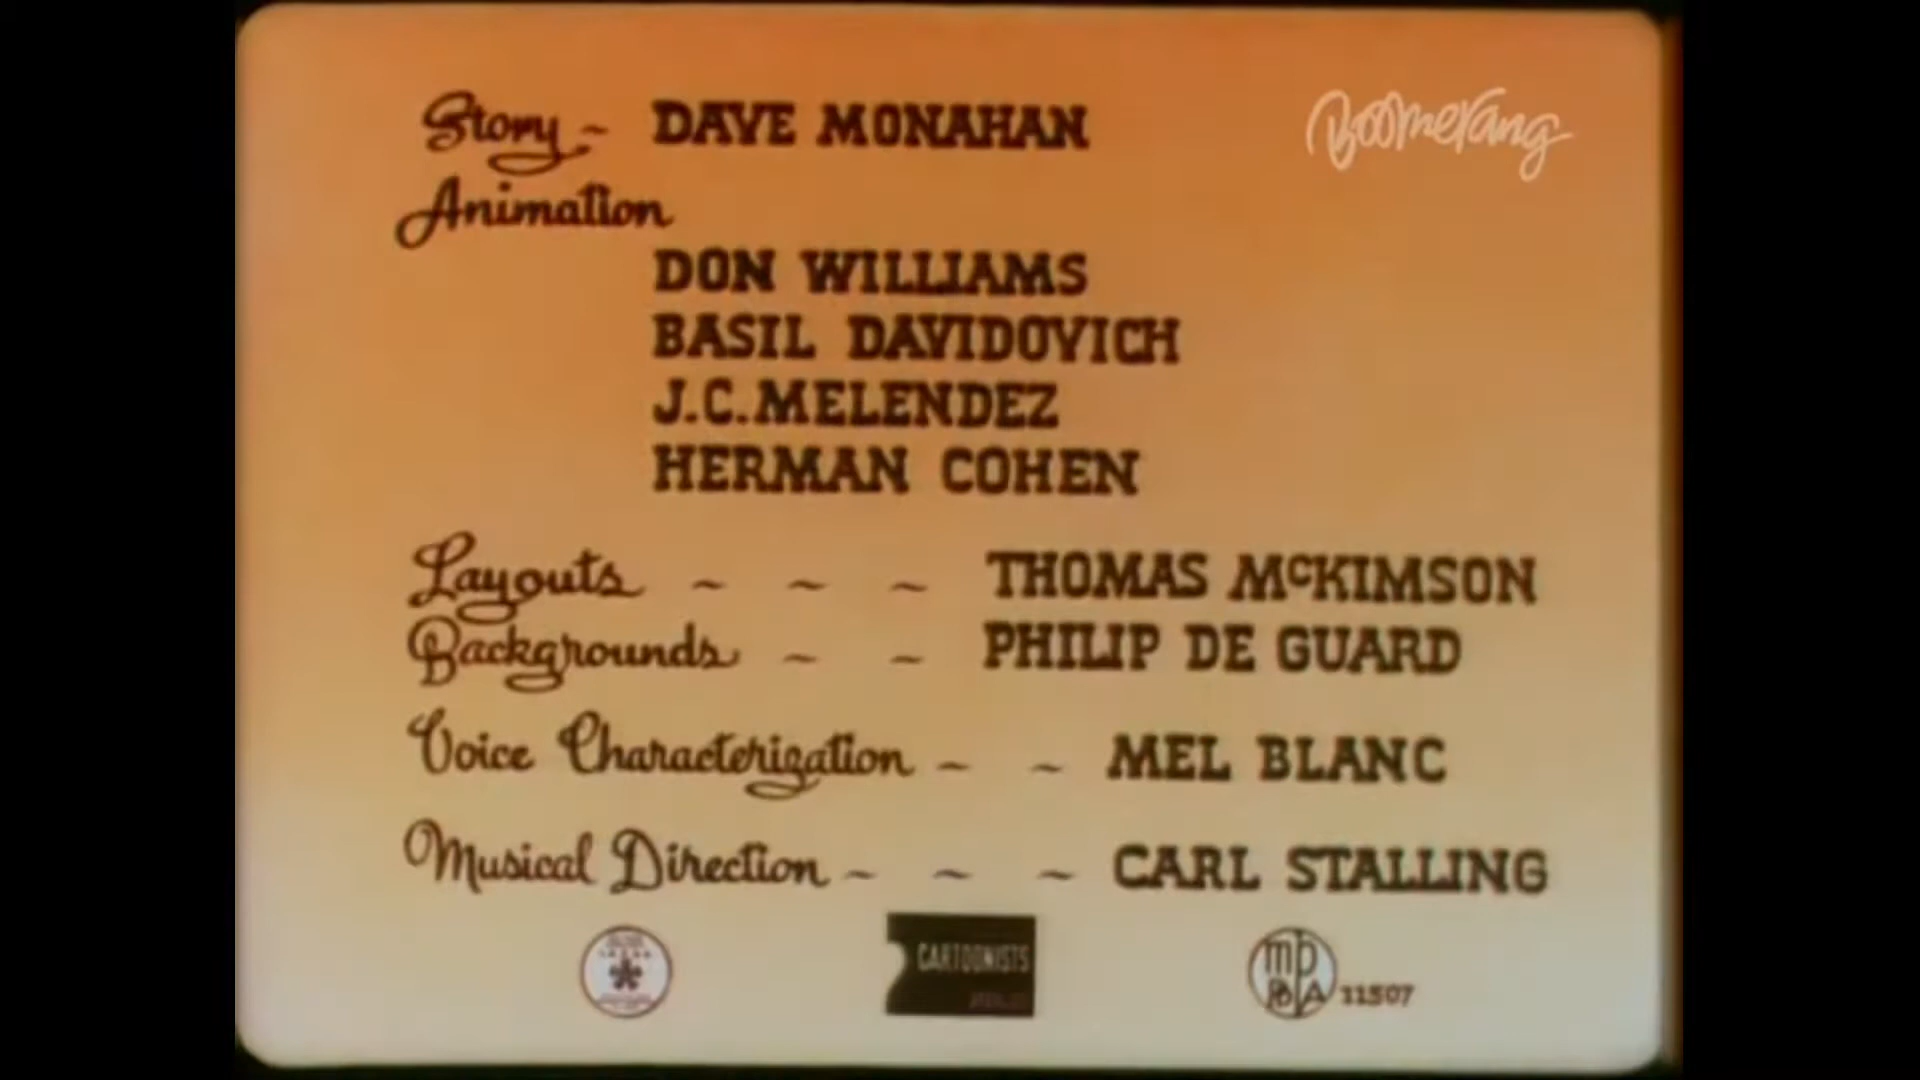 Story ~ DAVE MONAHAN
Boomerang
Animation
DON WILLIAMS
BASIL DAVIDOVICH
J.C. MELENDEZ
HERMAN COHEN
Layouts ~ ~ ~ THOMAS McKIMSON
Backgrounds ~ ~ PHILIP DE GUARD
Voice Characterization ~ ~ MEL BLANC
Musical Direction ~ ~ ~ CARL STALLING
CARTOONISTS
MPPDA 11507